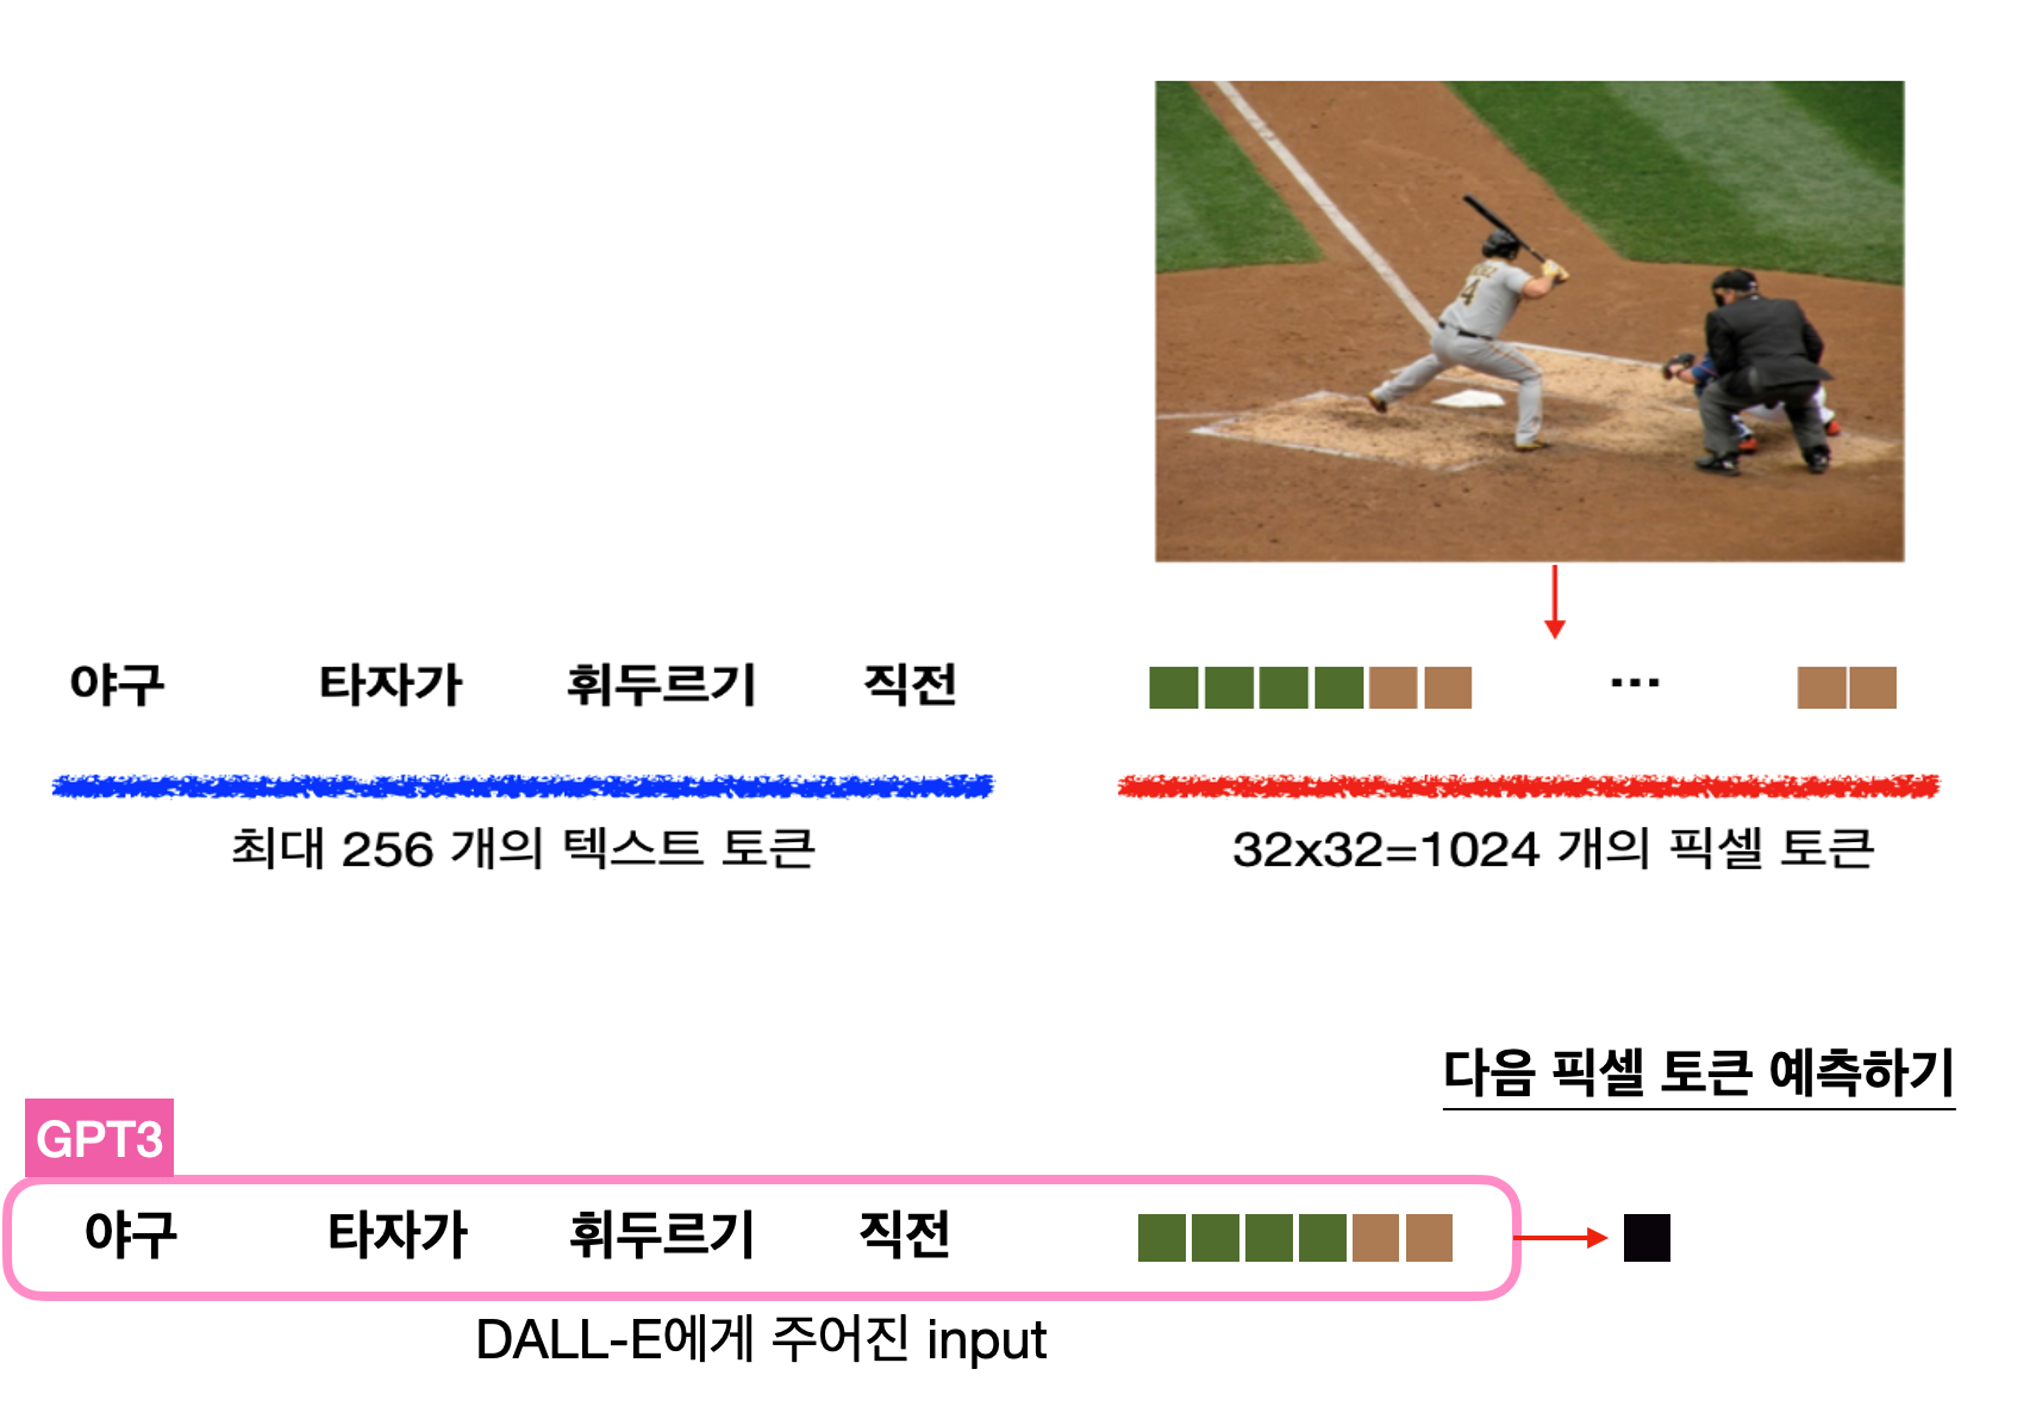 야구 타자가 휘두르기 직전
...
최대 256 개의 텍스트 토큰
32x32=1024 개의 픽셀 토큰
다음 픽셀 토큰 예측하기
GPT3
야구 타자가 휘두르기 직전
DALL-E에게 주어진 input